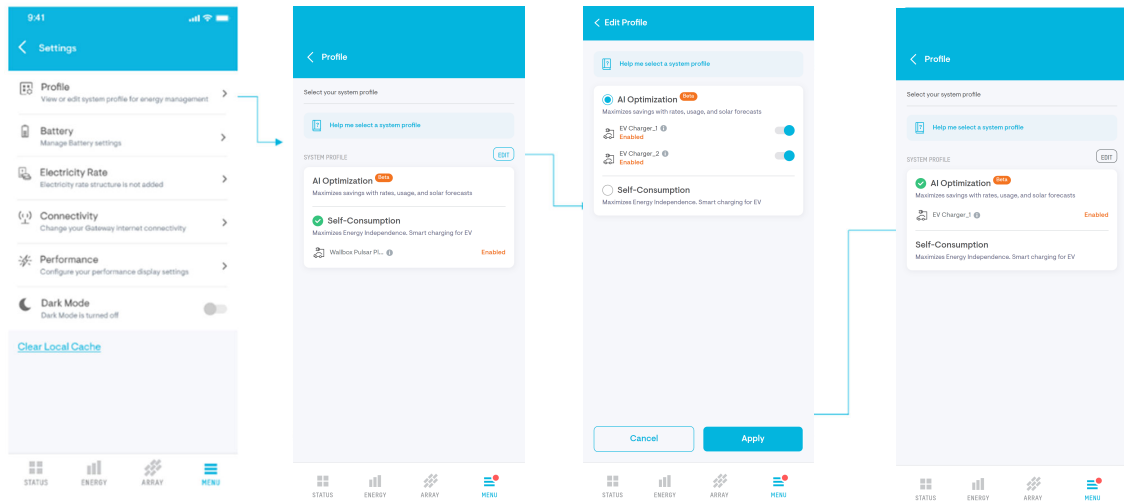 9:41
Settings
Profile
View or edit system profile for energy management
Battery
Manage Battery settings
Electricity Rate
Electricity rate structure is not added
Connectivity
Change your Gateway internet connectivity
Performance
Configure your performance display settings
Dark Mode
Dark Mode is turned off
Clear Local Cache
STATUS ENERGY ARRAY MENU
Profile
Select your system profile
Help me select a system profile
SYSTEM PROFILE EDIT
AI Optimization Beta
Maximizes savings with rates, usage, and solar forecasts
Self-Consumption
Maximizes Energy Independence. Smart charging for EV
Wallbox Pulsar Pl... Enabled
STATUS ENERGY ARRAY MENU
Edit Profile
Help me select a system profile
AI Optimization Beta
Maximizes savings with rates, usage, and solar forecasts
EV Charger_1
Enabled
EV Charger_2
Enabled
Self-Consumption
Maximizes Energy Independence. Smart charging for EV
Cancel Apply
STATUS ENERGY ARRAY MENU
Profile
Select your system profile
Help me select a system profile
SYSTEM PROFILE EDIT
AI Optimization Beta
Maximizes savings with rates, usage, and solar forecasts
EV Charger_1 Enabled
Self-Consumption
Maximizes Energy Independence. Smart charging for EV
STATUS ENERGY ARRAY MENU